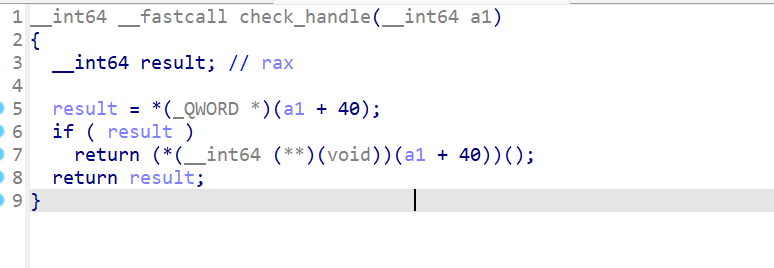 1 __int64 __fastcall check_handle(__int64 a1)
2 {
3 __int64 result; // rax
4
5 result = *(_QWORD *)(a1 + 40);
6 if ( result )
7 return (*(__int64 (**)(void))(a1 + 40))();
8 return result;
9 }